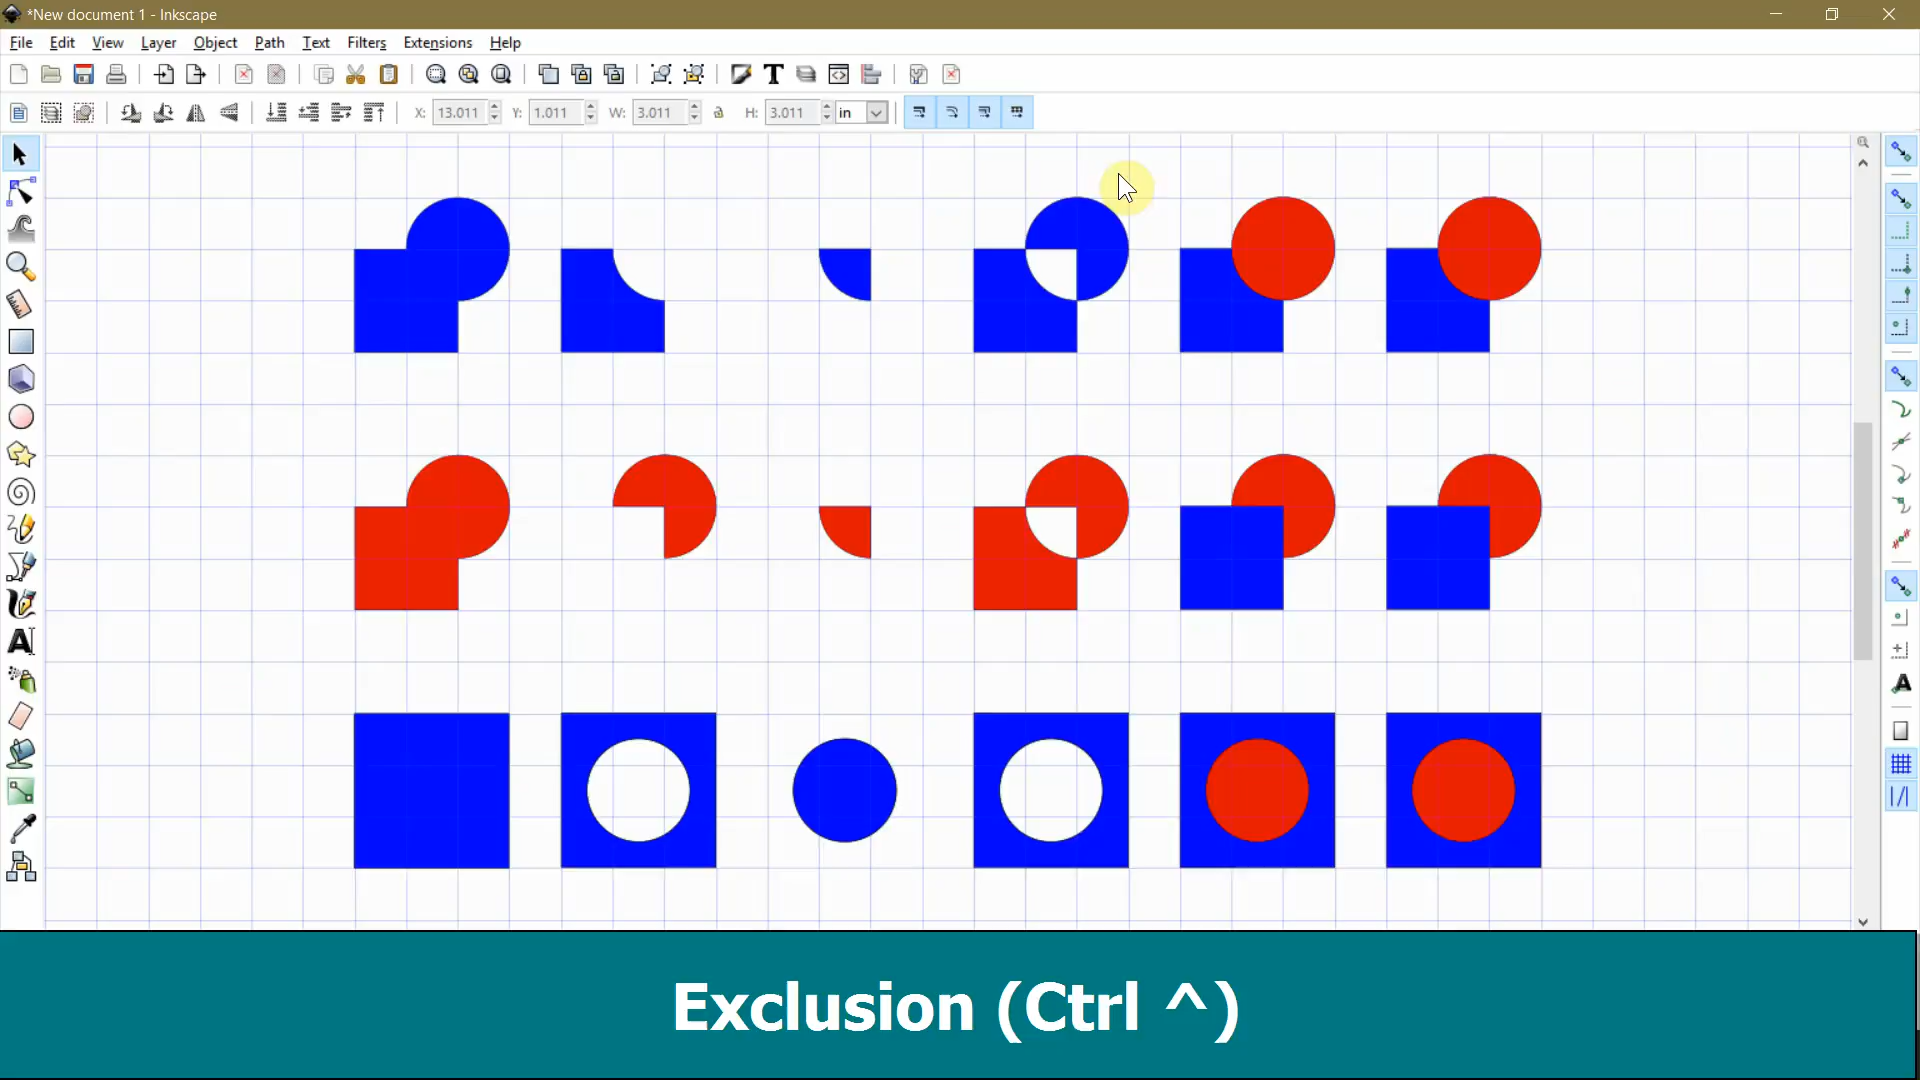 *New document 1 - Inkscape
File Edit View Layer Object Path Text Filters Extensions Help
X: 13.011 Y: 1.011 W: 3.011 H: 3.011 in
Exclusion (Ctrl ^)